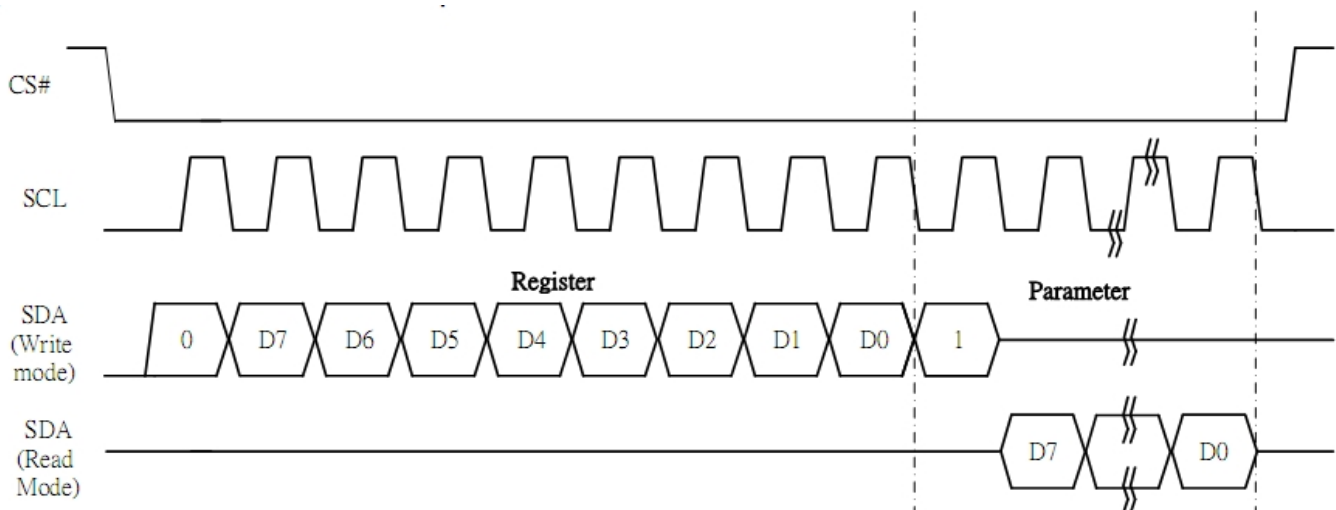 CS#
SCL
Register
Parameter
SDA
(Write
mode)
0 D7 D6 D5 D4 D3 D2 D1 D0 1
SDA
(Read
Mode)
D7 D0